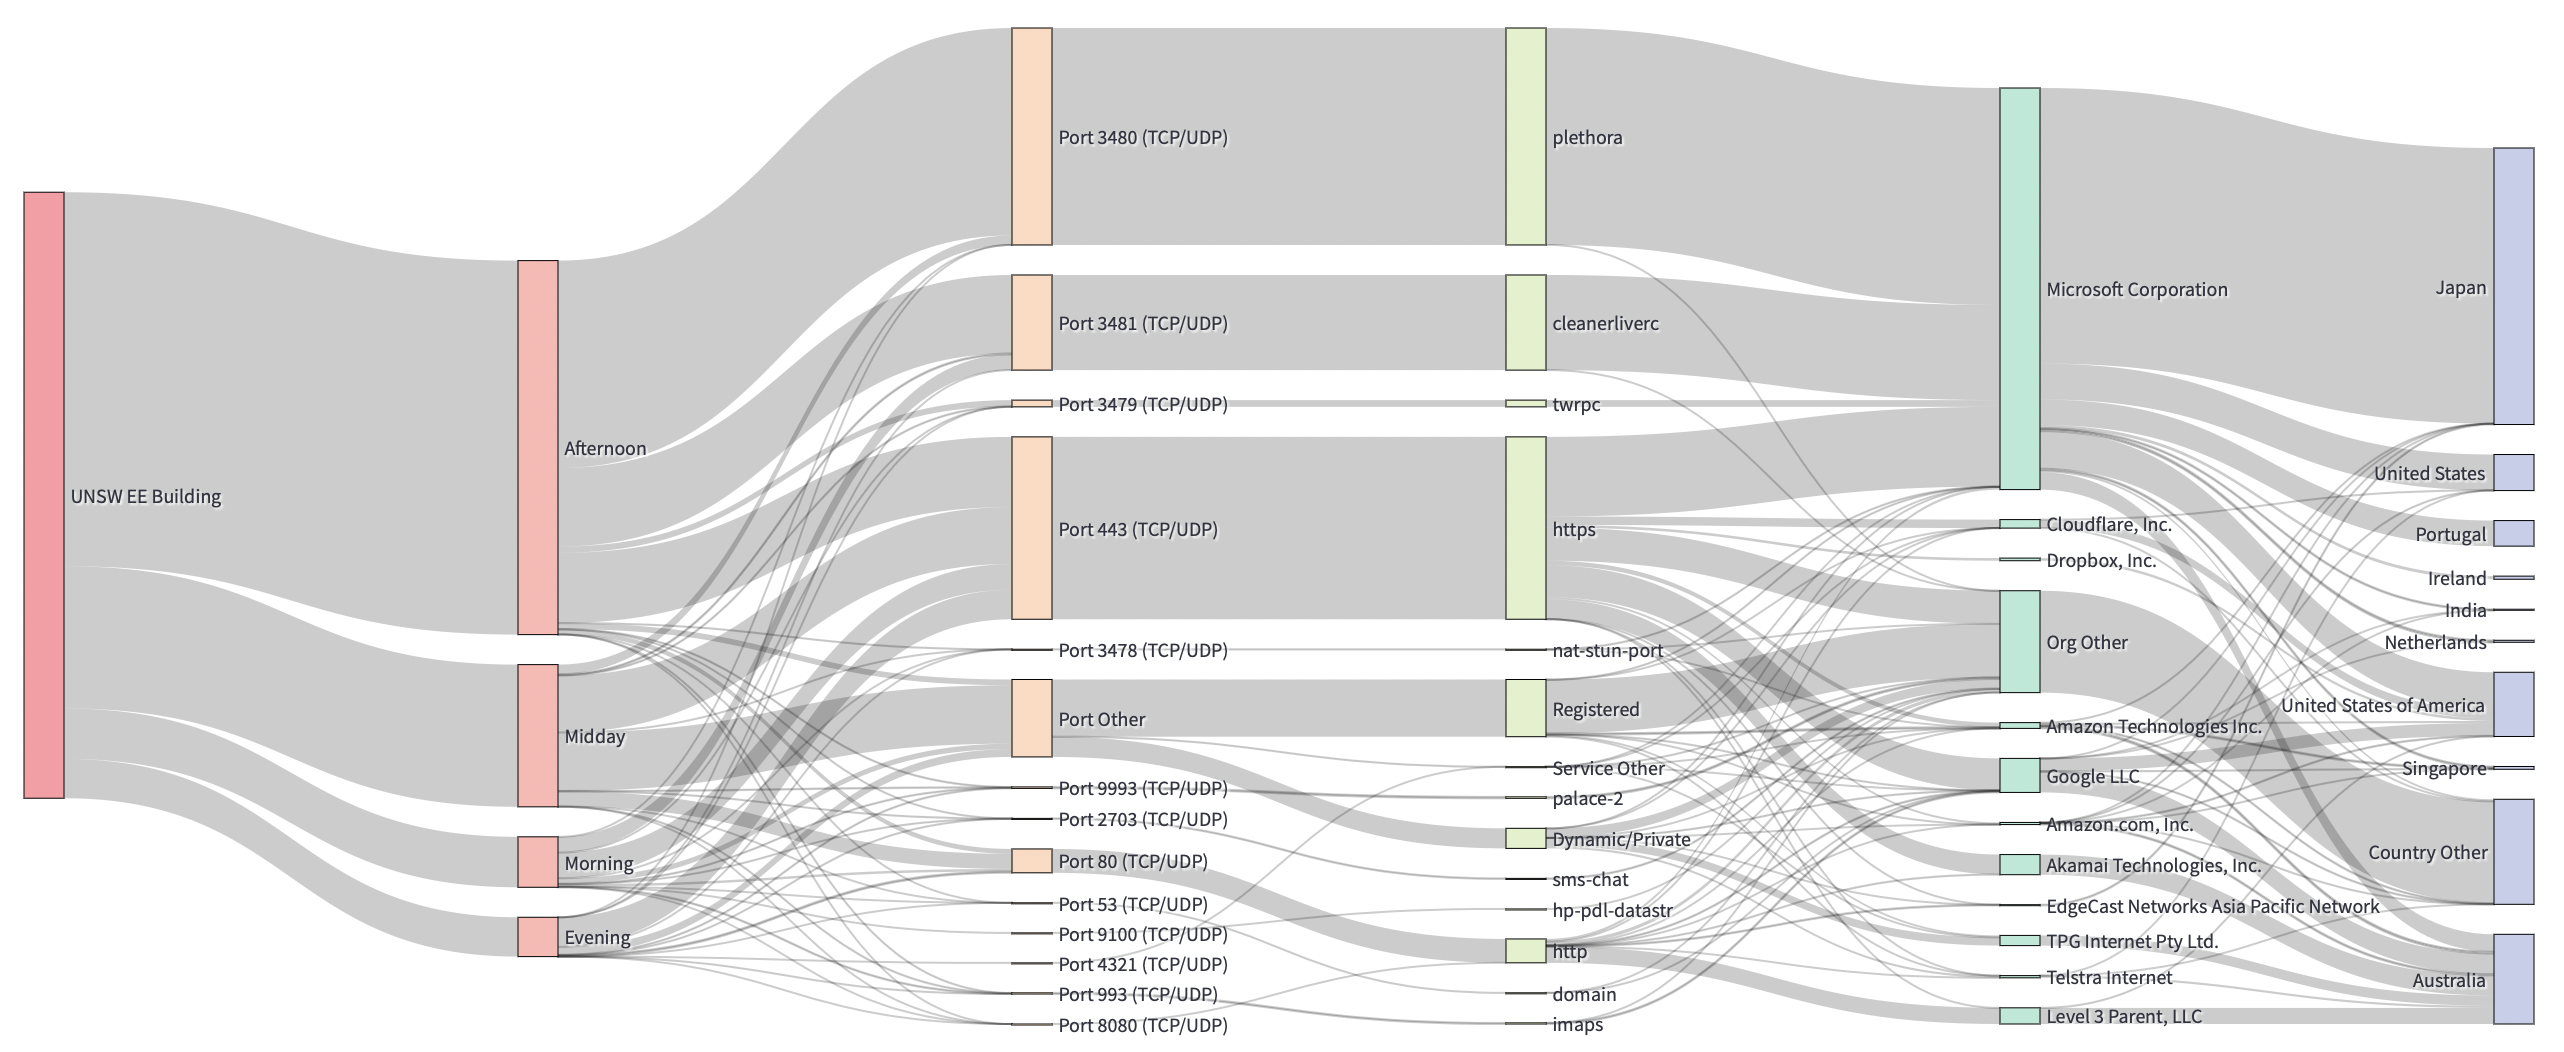 UNSW EE Building
Afternoon
Midday
Morning
Evening
Port 3480 (TCP/UDP)
Port 3481 (TCP/UDP)
Port 3479 (TCP/UDP)
Port 443 (TCP/UDP)
Port 3478 (TCP/UDP)
Port Other
Port 9993 (TCP/UDP)
Port 2703 (TCP/UDP)
Port 80 (TCP/UDP)
Port 53 (TCP/UDP)
Port 9100 (TCP/UDP)
Port 4321 (TCP/UDP)
Port 993 (TCP/UDP)
Port 8080 (TCP/UDP)
plethora
cleanerliverc
twrpc
https
nat-stun-port
Registered
Service Other
palace-2
Dynamic/Private
sms-chat
hp-pdl-datastr
http
domain
imaps
Microsoft Corporation
Cloudflare, Inc.
Dropbox, Inc.
Org Other
Amazon Technologies Inc.
Google LLC
Amazon.com, Inc.
Akamai Technologies, Inc.
EdgeCast Networks Asia Pacific Network
TPG Internet Pty Ltd.
Telstra Internet
Level 3 Parent, LLC
Japan
United States
Portugal
Ireland
India
Netherlands
United States of America
Singapore
Country Other
Australia